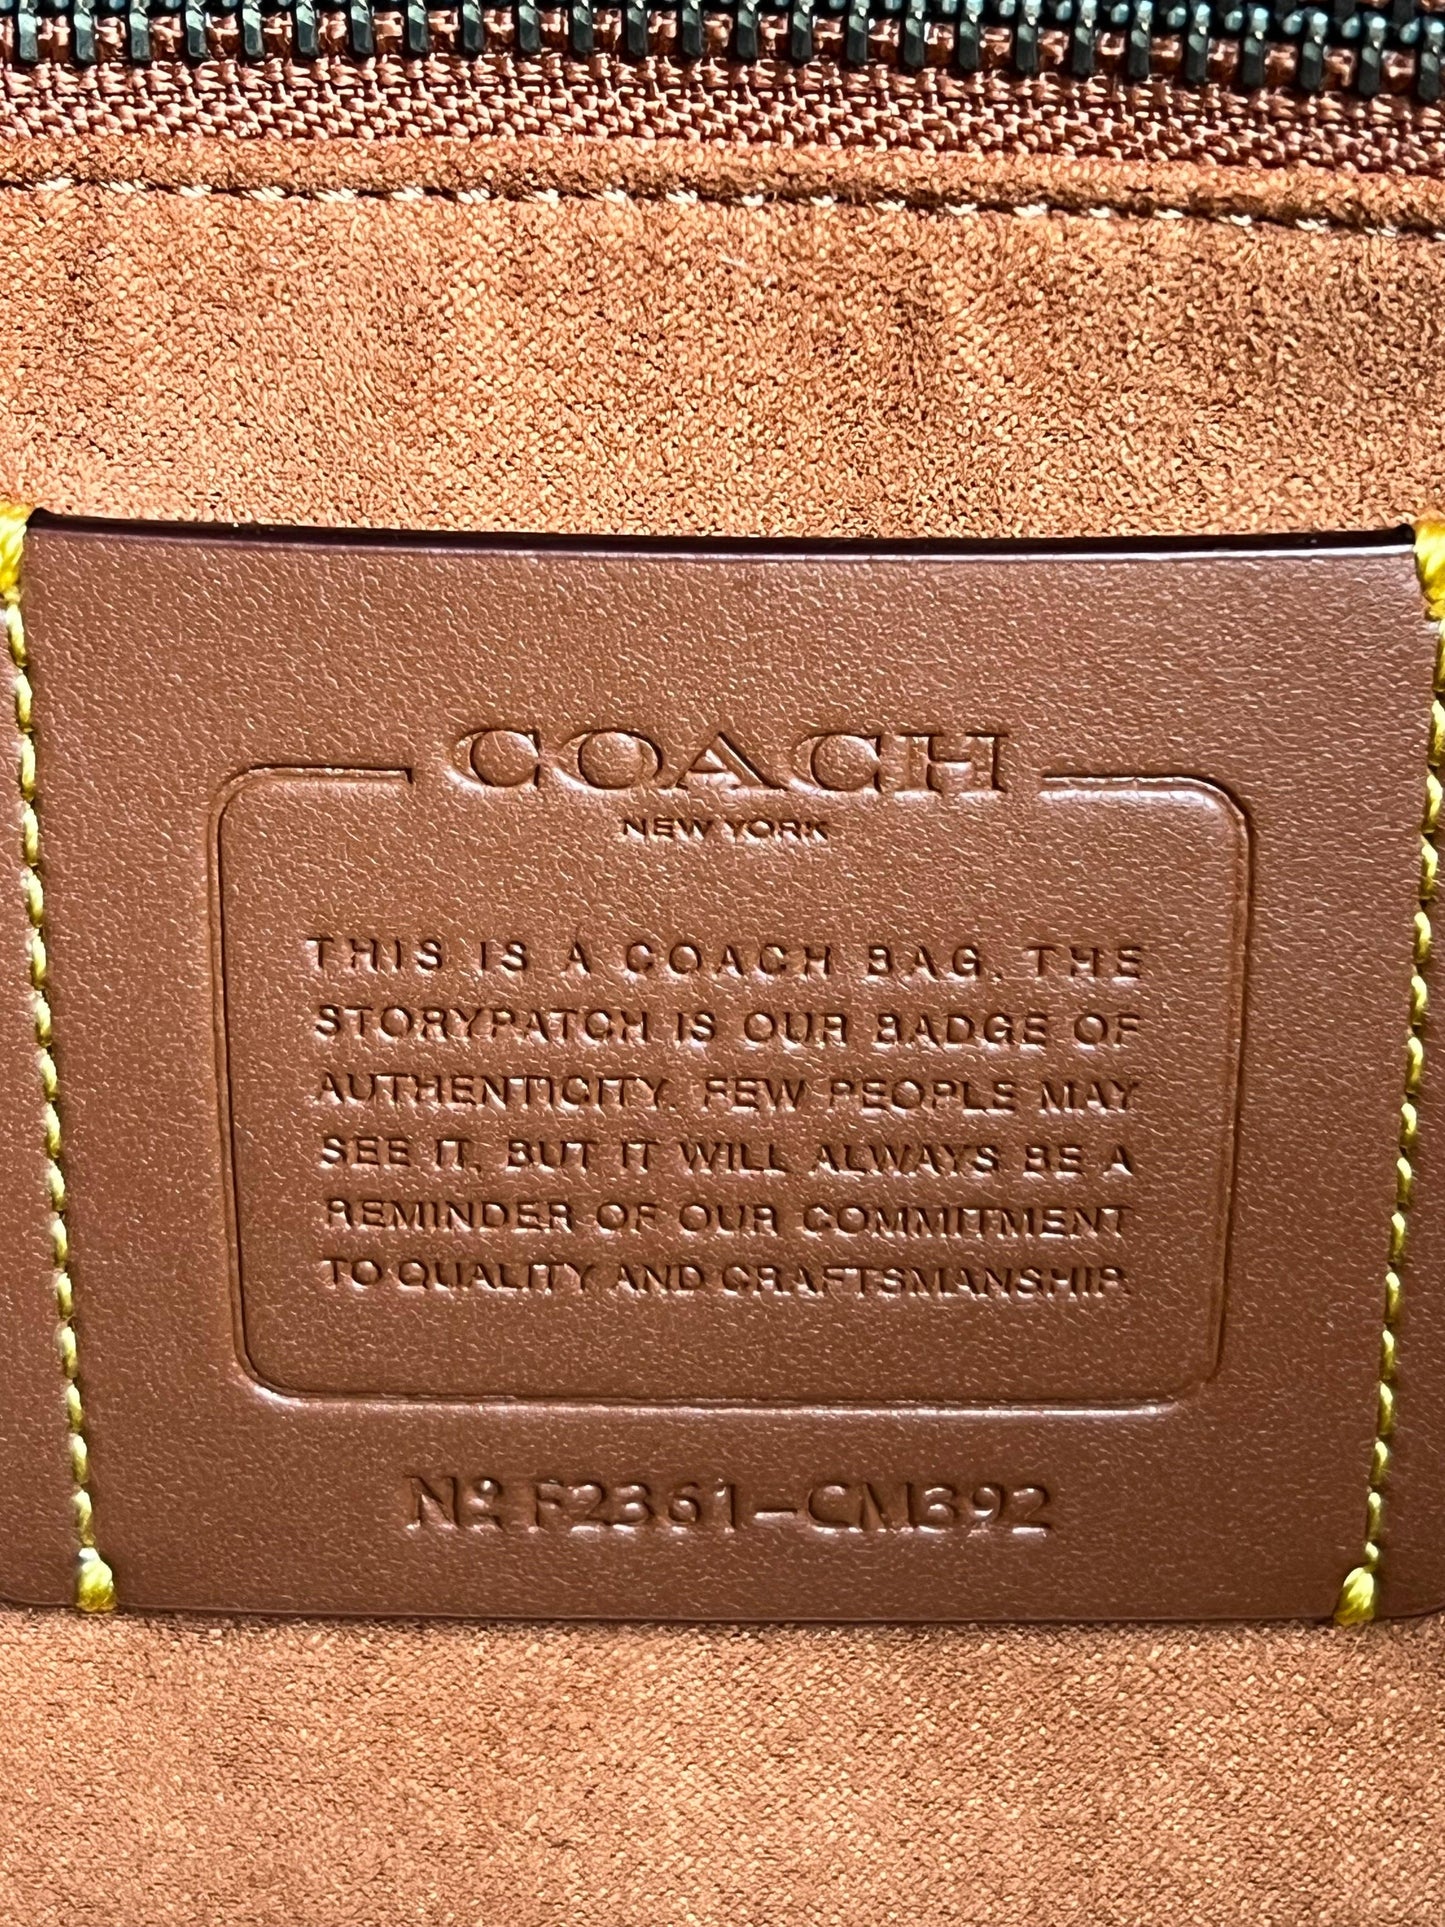 COACH
NEW YORK
THIS IS A COACH BAG. THE
STORYPATCH IS OUR BADGE OF
AUTHENTICITY. FEW PEOPLE MAY
SEE IT, BUT IT WILL ALWAYS BE A
REMINDER OF OUR COMMITMENT
TO QUALITY AND CRAFTSMANSHIP.
Nº F2361-CM392